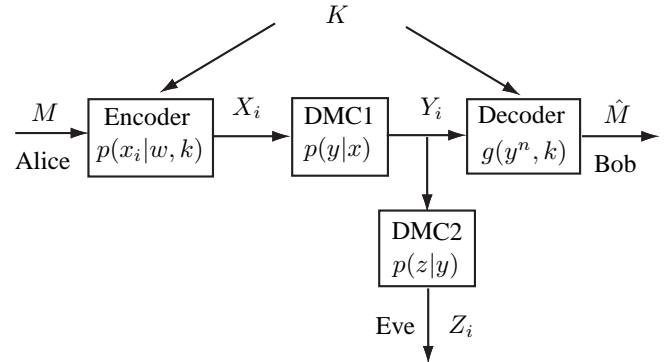 K
M
Alice
Encoder
p(x_i|w, k)
X_i
DMC1
p(y|x)
Y_i
Decoder
g(y^n, k)
M̂
Bob
DMC2
p(z|y)
Eve
Z_i